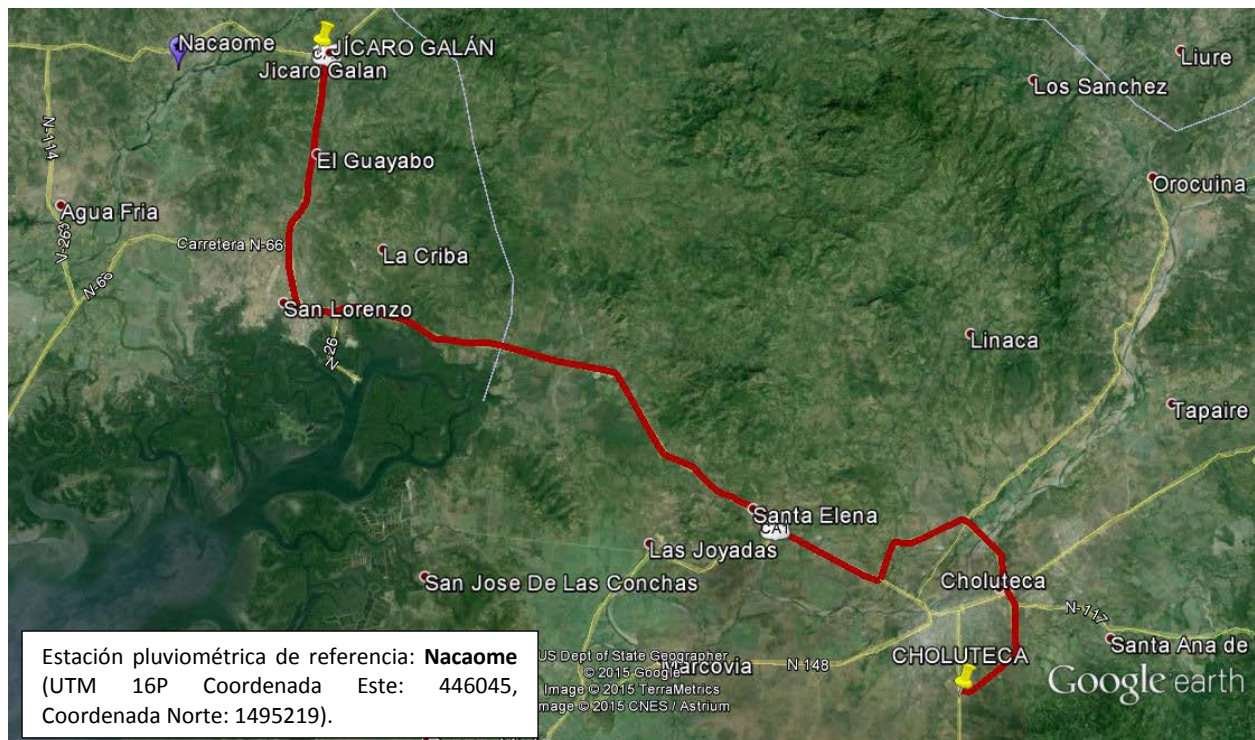 Nacaome
JÍCARO GALÁN
Jicaro Galan
Liure
Los Sanchez
N-114
El Guayabo
Orocuina
Agua Fria
V-263
Carretera N-66
La Criba
N-66
San Lorenzo
N-26
Linaca
Tapaire
Santa Elena
CA1
Las Joyadas
San Jose De Las Conchas
Choluteca
N-117
Santa Ana de
CHOLUTECA
Marcovia
N 148
US Dept of State Geographer
© 2015 Google
Image © 2015 TerraMetrics
Image © 2015 CNES / Astrium
Google earth
Estación pluviométrica de referencia: Nacaome
(UTM 16P Coordenada Este: 446045,
Coordenada Norte: 1495219).